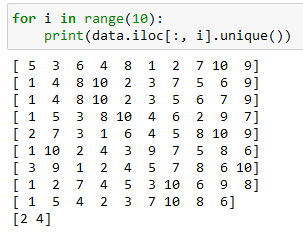 for i in range(10):
    print(data.iloc[:, i].unique())
[ 5  3  6  4  8  1  2  7 10  9]
[ 1  4  8 10  2  3  7  5  6  9]
[ 1  4  8 10  2  3  5  6  7  9]
[ 1  5  3  8 10  4  6  2  9  7]
[ 2  7  3  1  6  4  5  8 10  9]
[ 1 10  2  4  3  9  7  5  8  6]
[ 3  9  1  2  4  5  7  8  6 10]
[ 1  2  7  4  5  3 10  6  9  8]
[ 1  5  4  2  3  7 10  8  6]
[2 4]